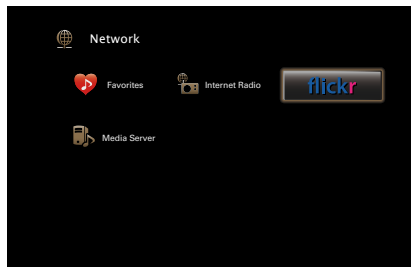 Network
Favorites
Internet Radio
flickr
Media Server